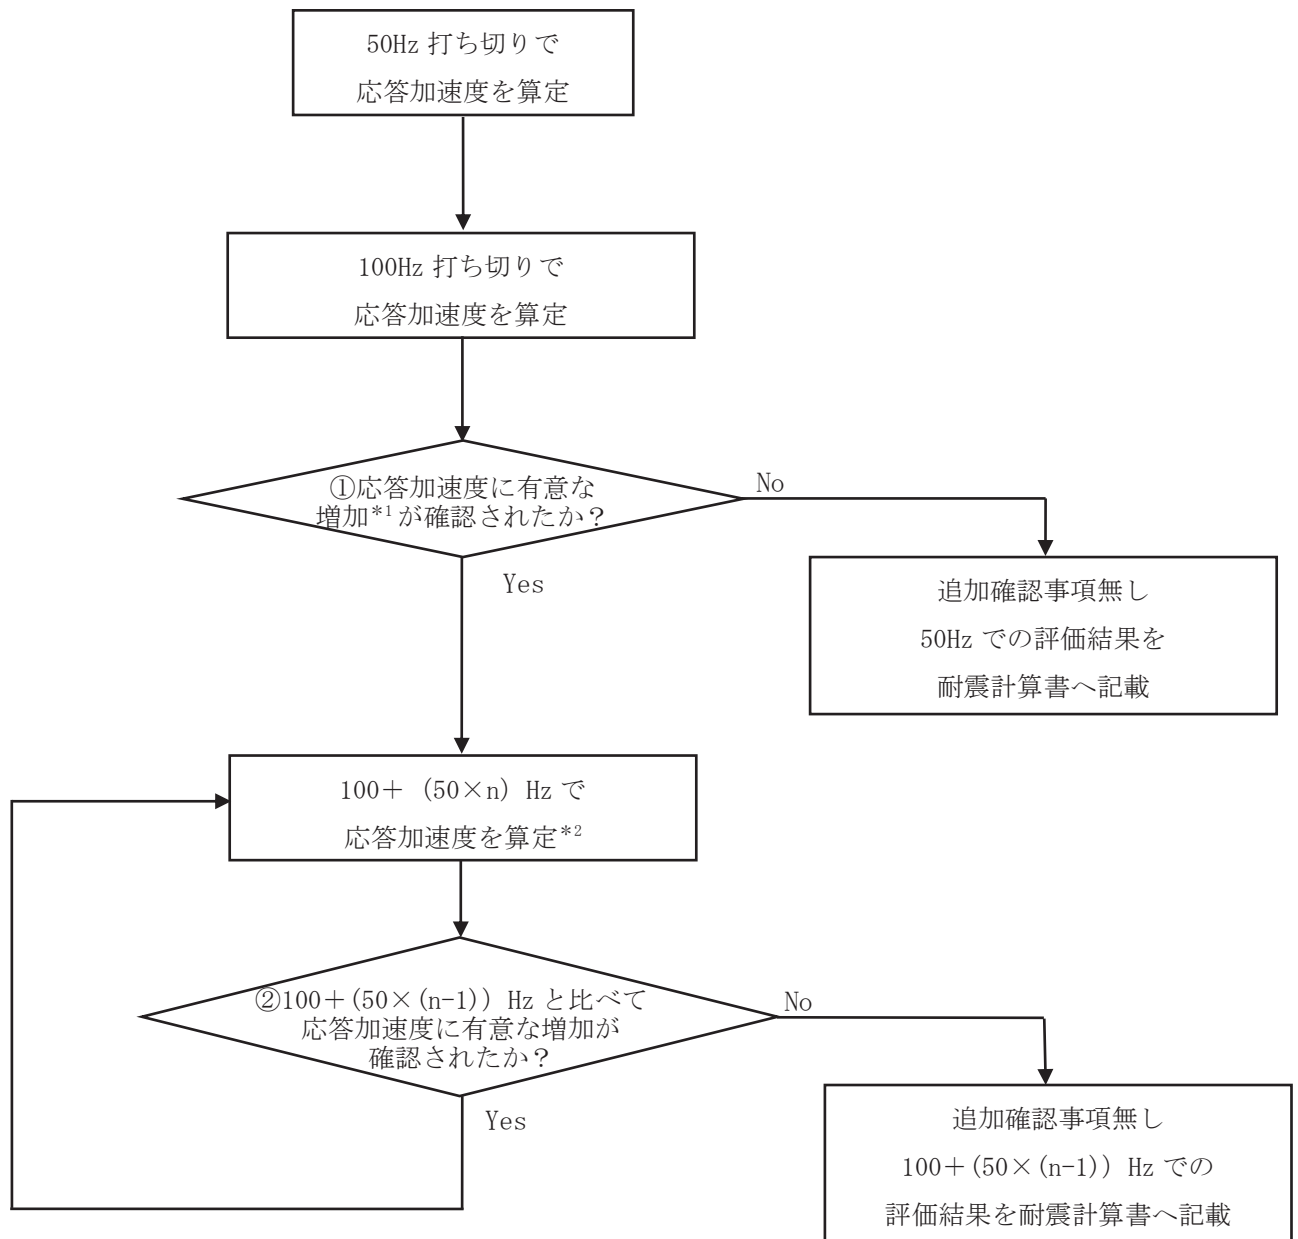 50Hz 打ち切りで
応答加速度を算定
100Hz 打ち切りで
応答加速度を算定
①応答加速度に有意な
増加*1 が確認されたか？
No
Yes
追加確認事項無し
50Hz での評価結果を
耐震計算書へ記載
100＋（50×n）Hz で
応答加速度を算定*2
②100＋(50×(n-1)) Hz と比べて
応答加速度に有意な増加が
確認されたか？
No
Yes
追加確認事項無し
100＋(50×(n-1)) Hz での
評価結果を耐震計算書へ記載